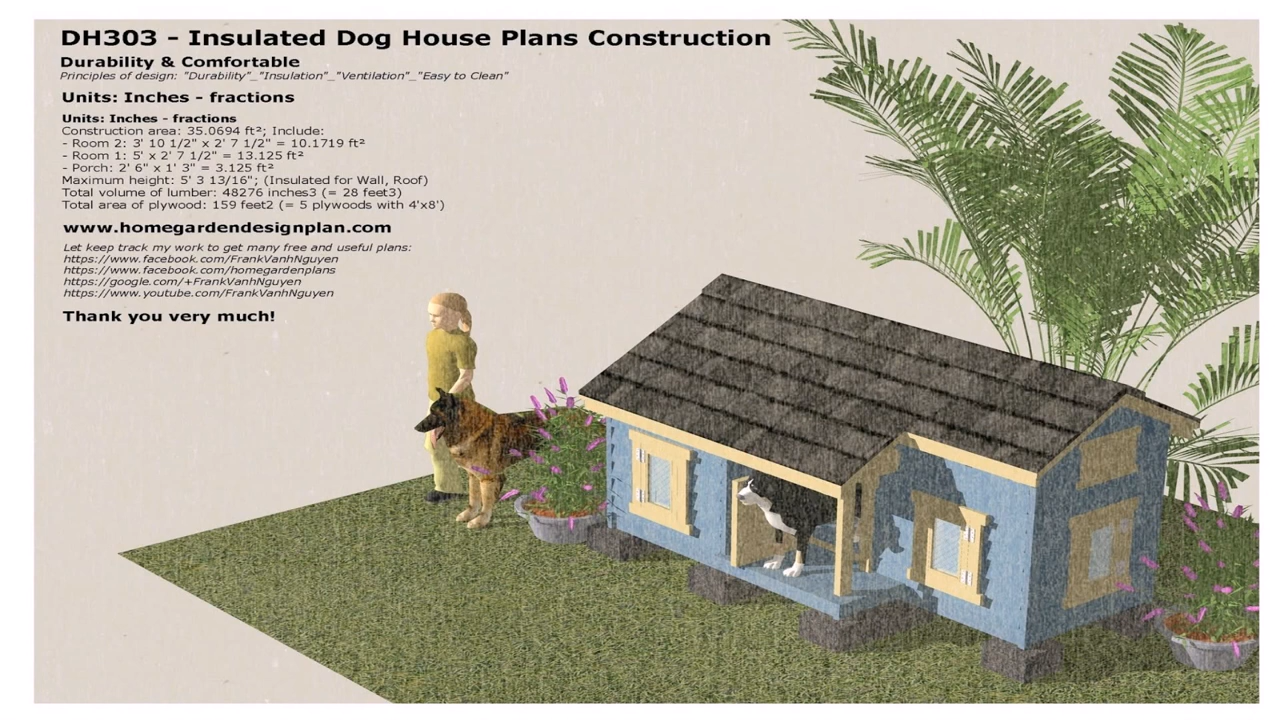 DH303 - Insulated Dog House Plans Construction
Durability & Comfortable
Principles of design: "Durability"_"Insulation"_"Ventilation"_"Easy to Clean"
Units: Inches - fractions
Units: Inches - fractions
Construction area: 35.0694 ft²; Include:
- Room 2: 3' 10 1/2" x 2' 7 1/2" = 10.1719 ft²
- Room 1: 5' x 2' 7 1/2" = 13.125 ft²
- Porch: 2' 6" x 1' 3" = 3.125 ft²
Maximum height: 5' 3 13/16"; (Insulated for Wall, Roof)
Total volume of lumber: 48276 inches3 (= 28 feet3)
Total area of plywood: 159 feet2 (= 5 plywoods with 4'x8')
www.homegardendesignplan.com
Let keep track my work to get many free and useful plans:
https://www.facebook.com/FrankVanhNguyen
https://www.facebook.com/homegardenplans
https://google.com/+FrankVanhNguyen
https://www.youtube.com/FrankVanhNguyen
Thank you very much!